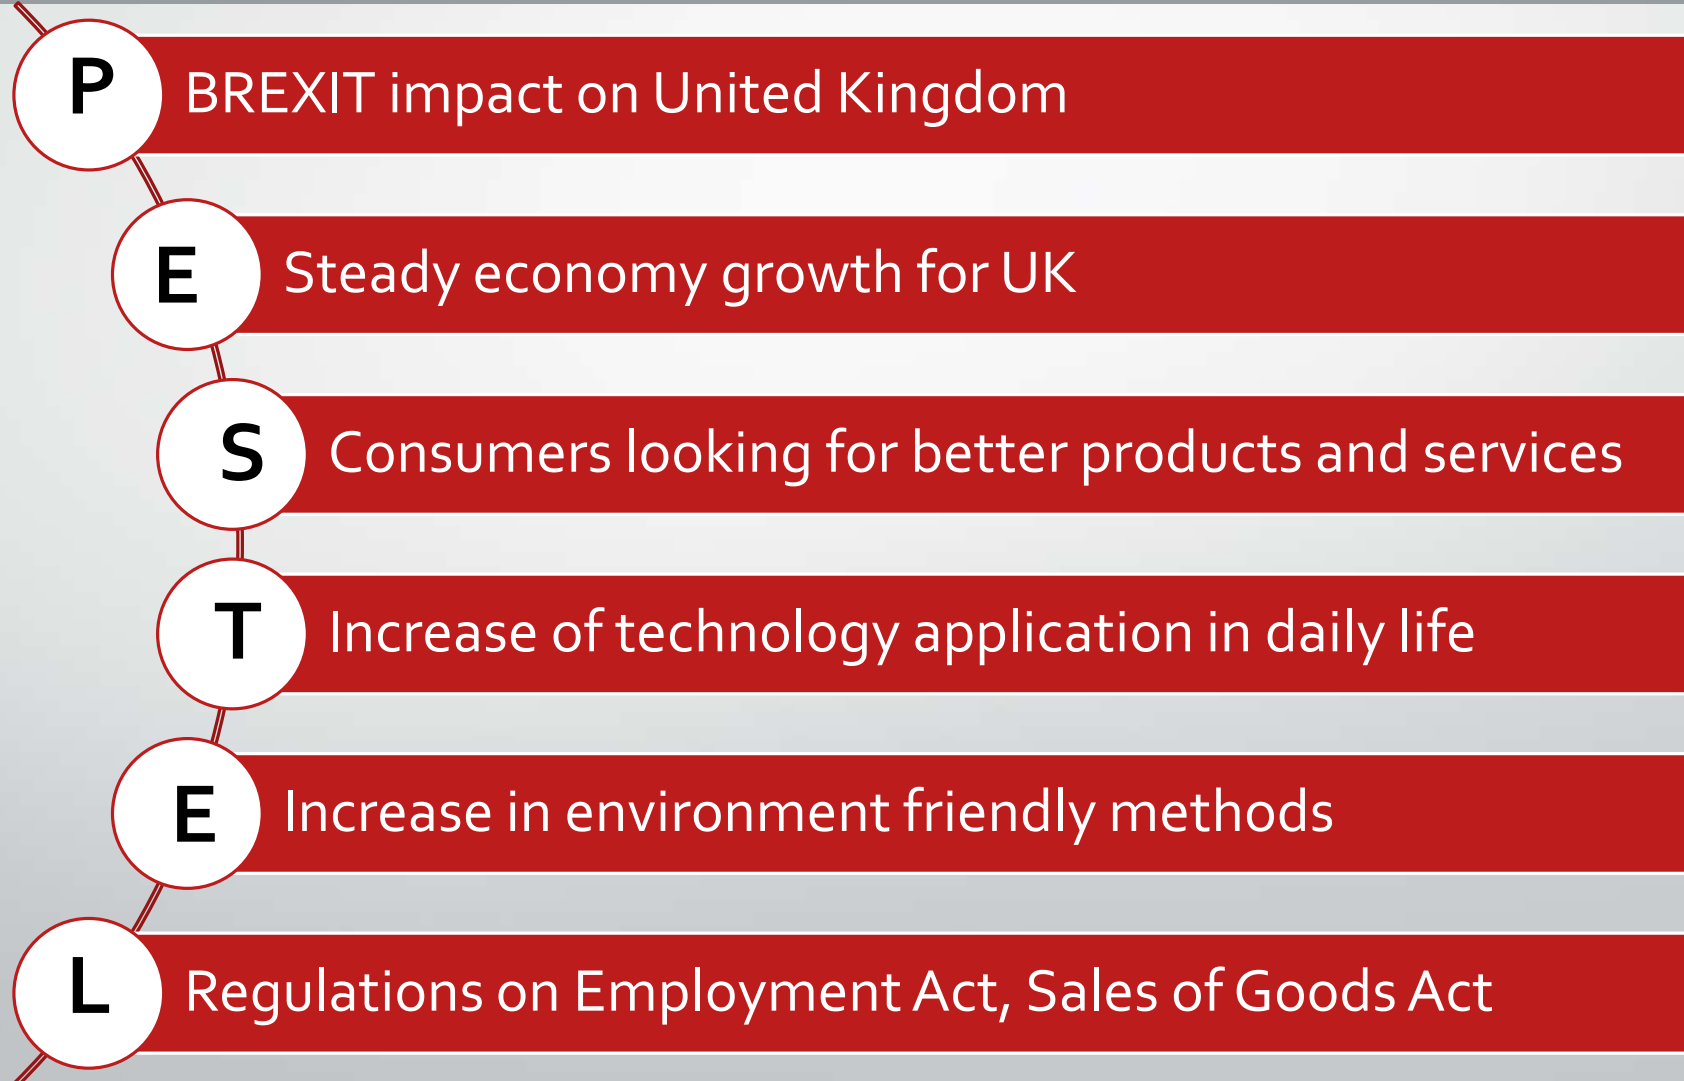 P
BREXIT impact on United Kingdom
E
Steady economy growth for UK
S
Consumers looking for better products and services
T
Increase of technology application in daily life
E
Increase in environment friendly methods
L
Regulations on Employment Act, Sales of Goods Act